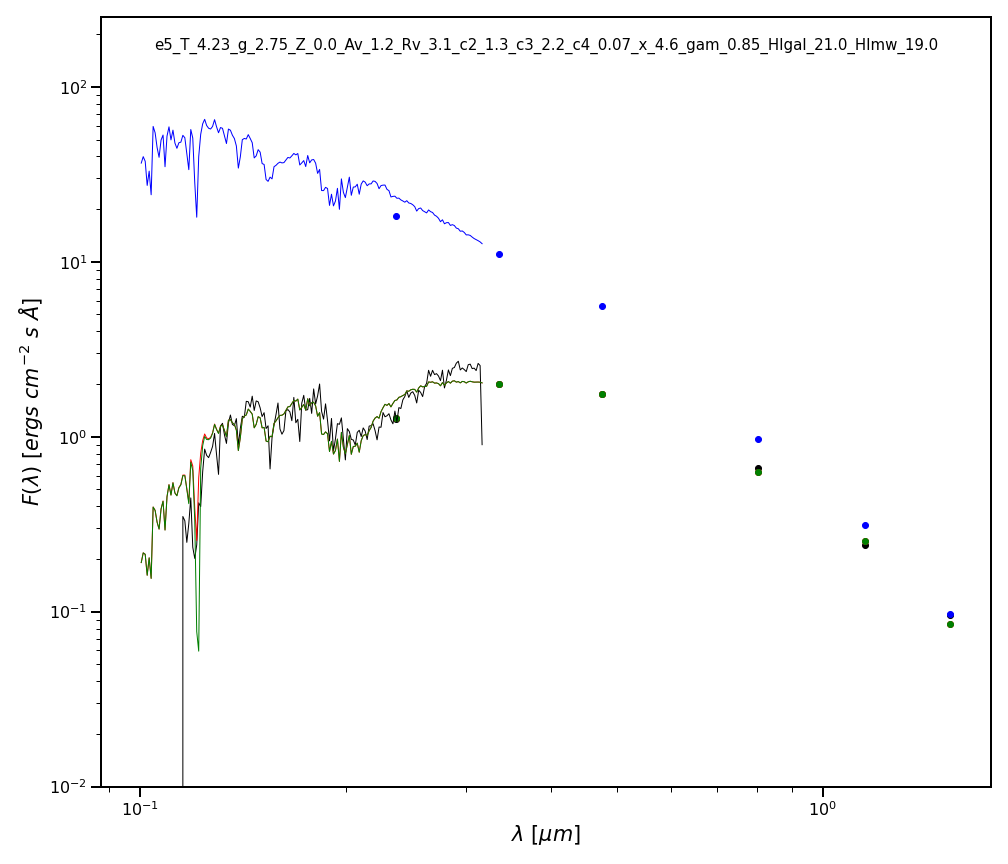 e5_T_4.23_g_2.75_Z_0.0_Av_1.2_Rv_3.1_c2_1.3_c3_2.2_c4_0.07_x_4.6_gam_0.85_HIgal_21.0_HImw_19.0
F(λ) [ergs cm⁻² s Å]
10²
10¹
10⁰
10⁻¹
10⁻²
10⁻¹
10⁰
λ [μm]